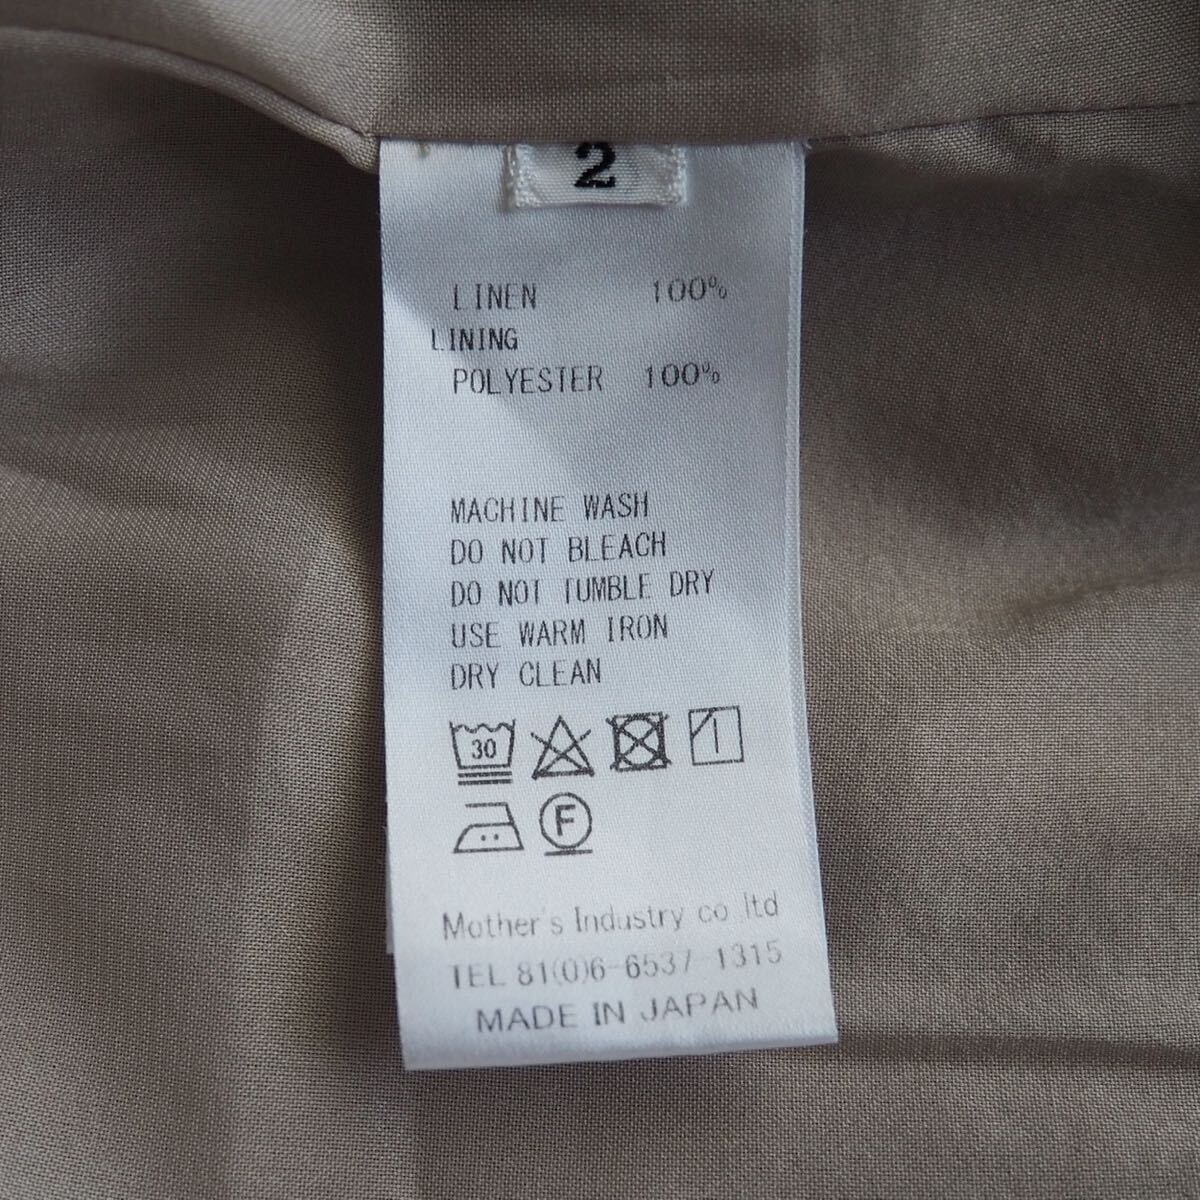 2
LINEN 100%
LINING
POLYESTER 100%
MACHINE WASH
DO NOT BLEACH
DO NOT TUMBLE DRY
USE WARM IRON
DRY CLEAN
30
F
Mother's Industry co ltd
TEL 81(0)6-6537 1315
MADE IN JAPAN